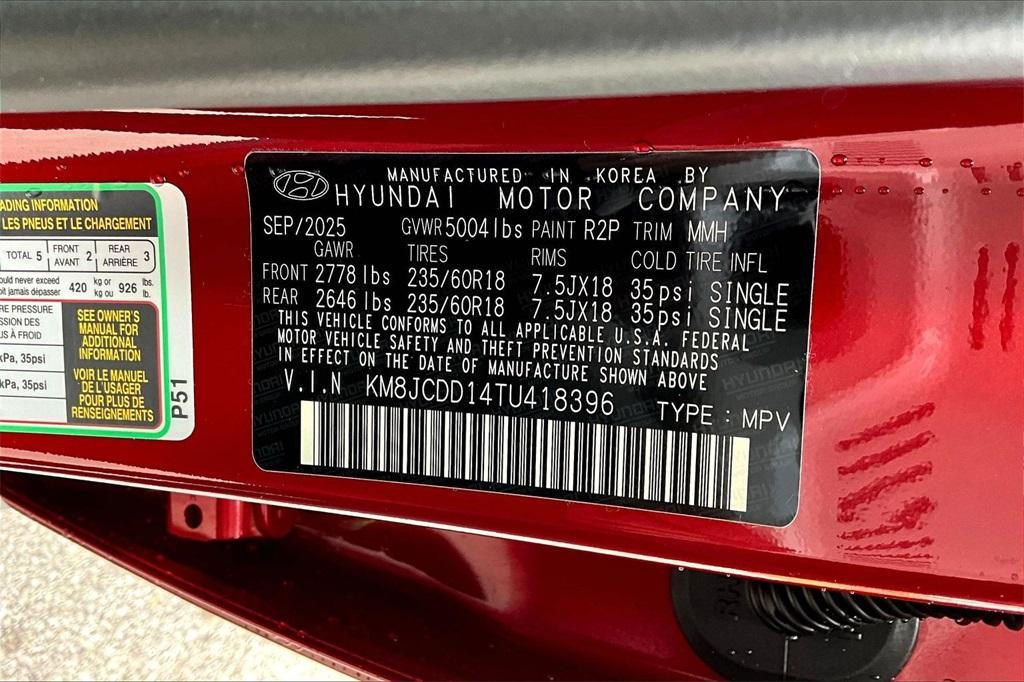 MANUFACTURED IN KOREA BY
HYUNDAI MOTOR COMPANY
SEP/2025 GVWR 5004 lbs PAINT R2P TRIM MMH
GAWR TIRES RIMS COLD TIRE INFL
FRONT 2778 lbs 235/60R18 7.5JX18 35psi SINGLE
REAR 2646 lbs 235/60R18 7.5JX18 35psi SINGLE
THIS VEHICLE CONFORMS TO ALL APPLICABLE U.S.A. FEDERAL
MOTOR VEHICLE SAFETY AND THEFT PREVENTION STANDARDS
IN EFFECT ON THE DATE OF MANUFACTURE SHOWN ABOVE
V.I.N KM8JCDD14TU418396 TYPE : MPV
INFORMATION
LES PNEUS ET LE CHARGEMENT
TOTAL 5 FRONT AVANT 2 REAR ARRIÈRE 3
never exceed 420 kg or 926 lbs.
jamais dépasser kg ou lb.
PRESSURE
DES
À FROID
kPa, 35psi
kPa, 35psi
SEE OWNER'S
MANUAL FOR
ADDITIONAL
INFORMATION
VOIR LE MANUEL
DE L'USAGER
POUR PLUS DE
RENSEIGNEMENTS
P51